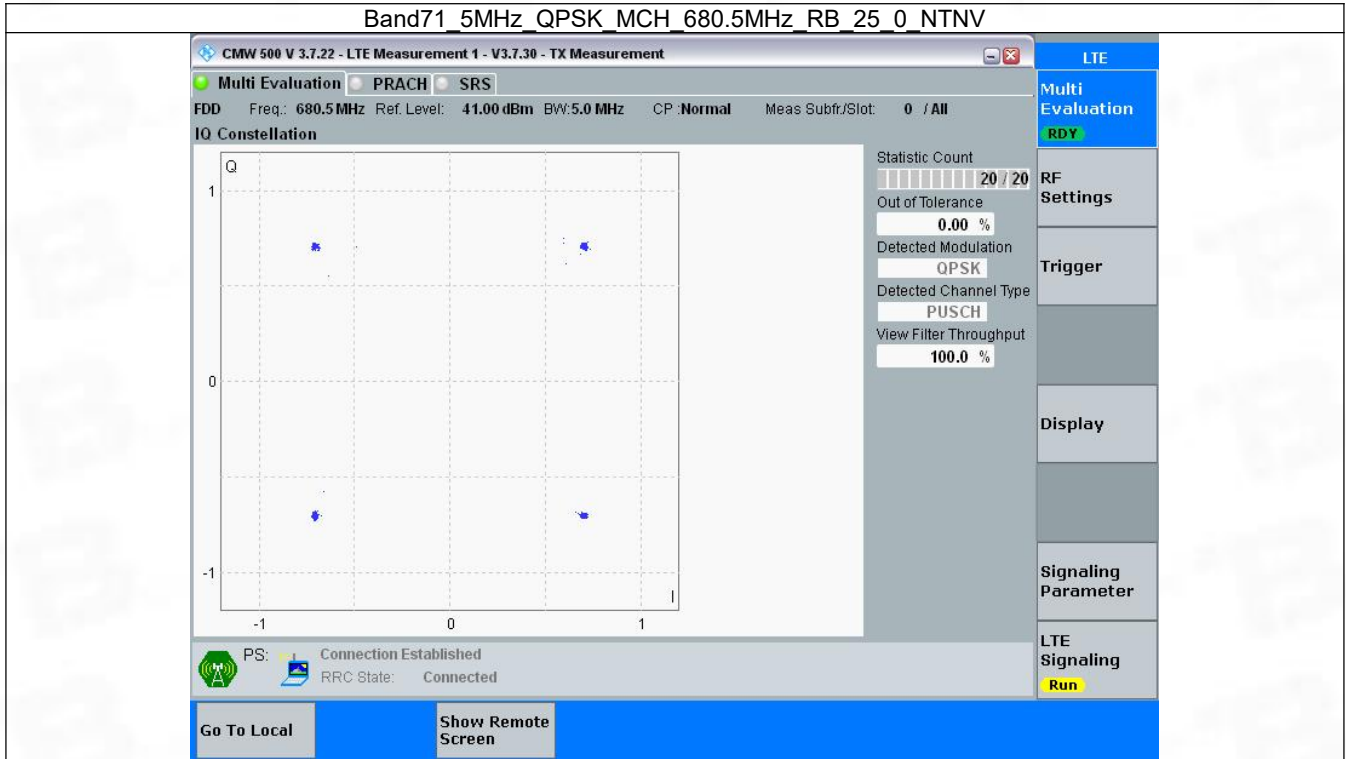 Band71_5MHz_QPSK_MCH_680.5MHz_RB_25_0_NTNV
CMW 500 V 3.7.22 - LTE Measurement 1 - V3.7.30 - TX Measurement
LTE
Multi Evaluation PRACH SRS
Multi
Evaluation
RDY
FDD Freq.: 680.5 MHz Ref. Level: 41.00 dBm BW:5.0 MHz CP :Normal Meas Subfr./Slot: 0 / All
IQ Constellation
Q
1
0
-1
I
-1 0 1
Statistic Count
20 / 20
Out of Tolerance
0.00 %
Detected Modulation
QPSK
Detected Channel Type
PUSCH
View Filter Throughput
100.0 %
RF
Settings
Trigger
Display
Signaling
Parameter
LTE
Signaling
Run
PS: Connection Established
RRC State: Connected
Go To Local
Show Remote
Screen